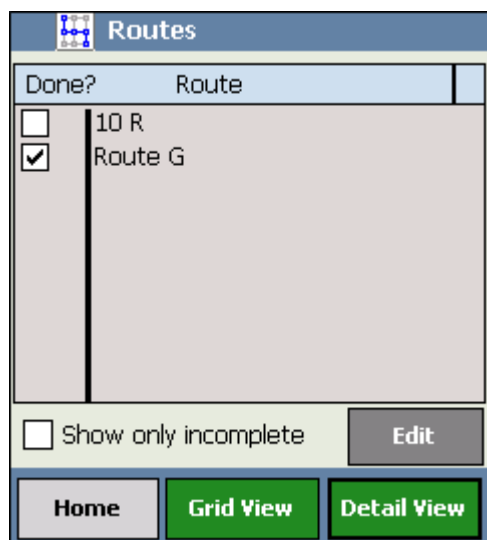 Routes
Done? Route
10 R
Route G
Show only incomplete Edit
Home Grid View Detail View